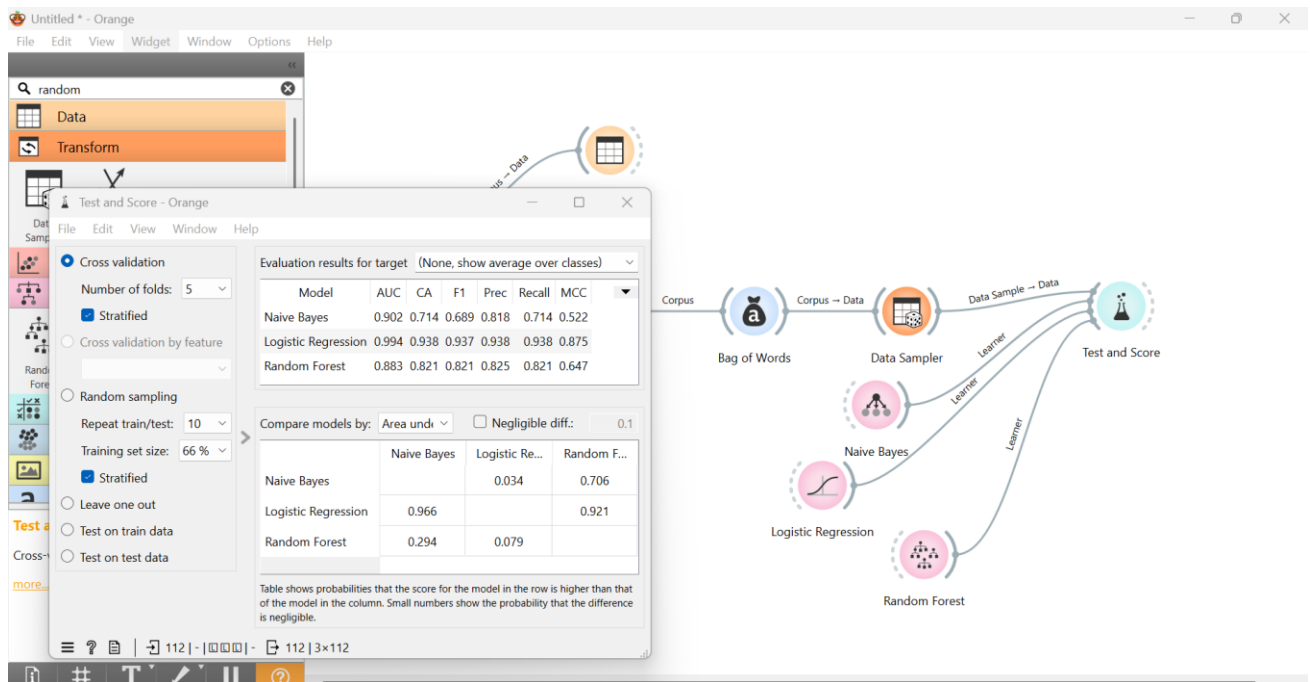 Untitled * - Orange
File Edit View Widget Window Options Help
random
Data
Transform
Test and Score - Orange
File Edit View Window Help
Cross validation
Number of folds: 5
Stratified
Cross validation by feature
Random sampling
Repeat train/test: 10
Training set size: 66 %
Stratified
Leave one out
Test on train data
Test on test data
Evaluation results for target (None, show average over classes)
Model AUC CA F1 Prec Recall MCC
Naive Bayes 0.902 0.714 0.689 0.818 0.714 0.522
Logistic Regression 0.994 0.938 0.937 0.938 0.938 0.875
Random Forest 0.883 0.821 0.821 0.825 0.821 0.647
Compare models by: Area und Negligible diff.: 0.1
Naive Bayes Logistic Re... Random F...
Naive Bayes 0.034 0.706
Logistic Regression 0.966 0.921
Random Forest 0.294 0.079
Table shows probabilities that the score for the model in the row is higher than that
of the model in the column. Small numbers show the probability that the difference
is negligible.
112 | - | 112 | 3×112
Dat
Samp
Rand
Fore
Test a
Cross-v
more...
→ Data
Corpus
a
Bag of Words
Corpus → Data
Data Sampler
Data Sample → Data
Test and Score
Learner
Naive Bayes
Learner
Logistic Regression
Learner
Random Forest